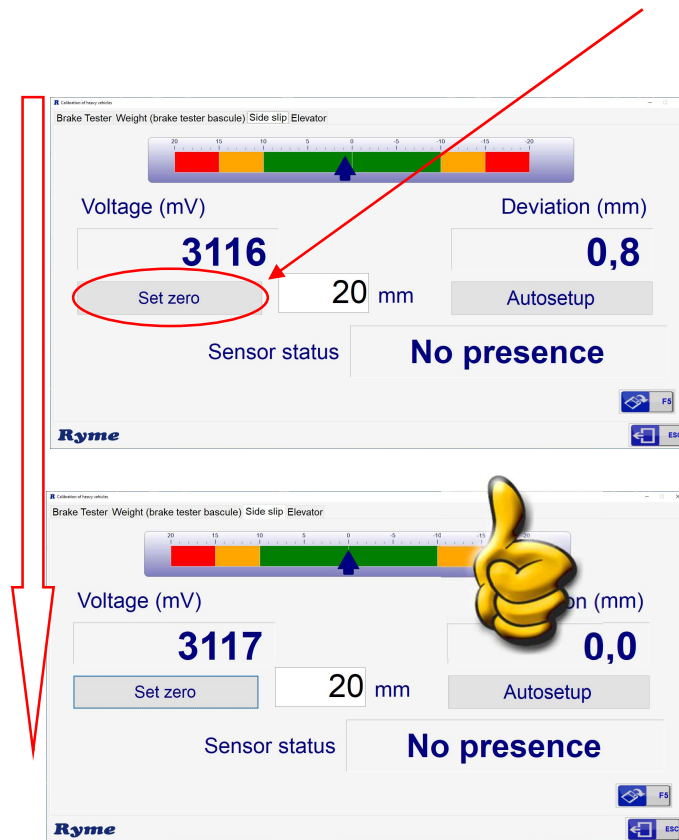 R Calibration of heavy vehicles
Brake Tester Weight (brake tester bascule) Side slip Elevator
20 15 10 5 0 -5 -10 -15 -20
Voltage (mV) Deviation (mm)
3116 0,8
Set zero 20 mm Autosetup
Sensor status No presence
F5
Ryme ESC
R Calibration of heavy vehicles
Brake Tester Weight (brake tester bascule) Side slip Elevator
20 15 10 5 0 -5 -10 -15 -20
Voltage (mV) on (mm)
3117 0,0
Set zero 20 mm Autosetup
Sensor status No presence
F5
Ryme ESC